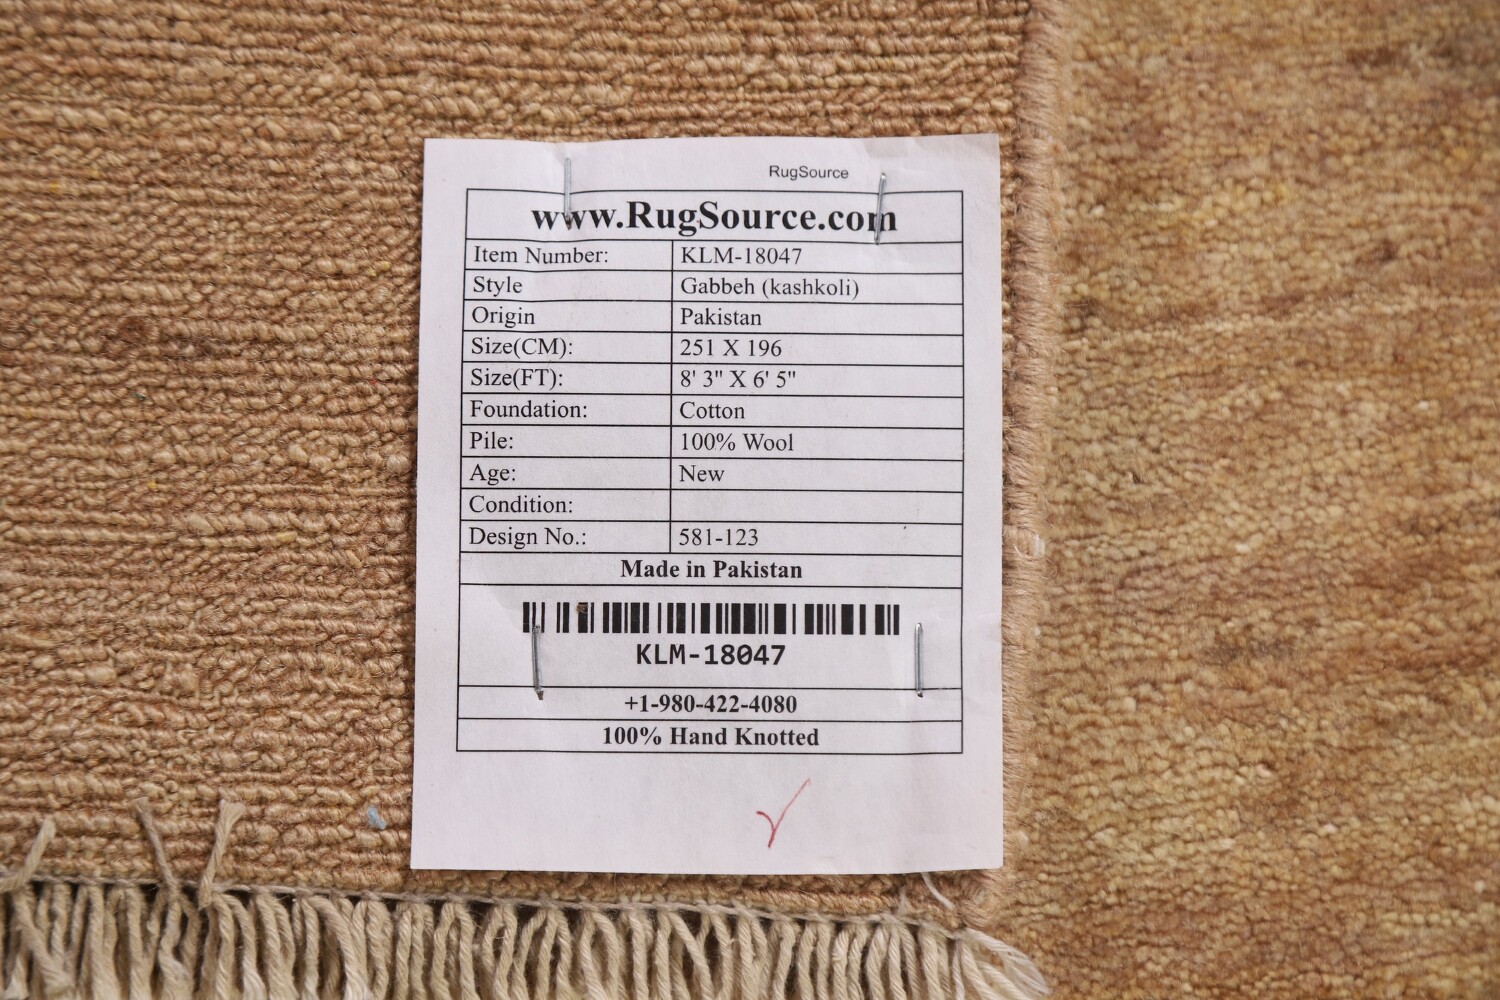 RugSource
www.RugSource.com
Item Number: KLM-18047
Style Gabbeh (kashkoli)
Origin Pakistan
Size(CM): 251 X 196
Size(FT): 8' 3" X 6' 5"
Foundation: Cotton
Pile: 100% Wool
Age: New
Condition:
Design No.: 581-123
Made in Pakistan
KLM-18047
+1-980-422-4080
100% Hand Knotted